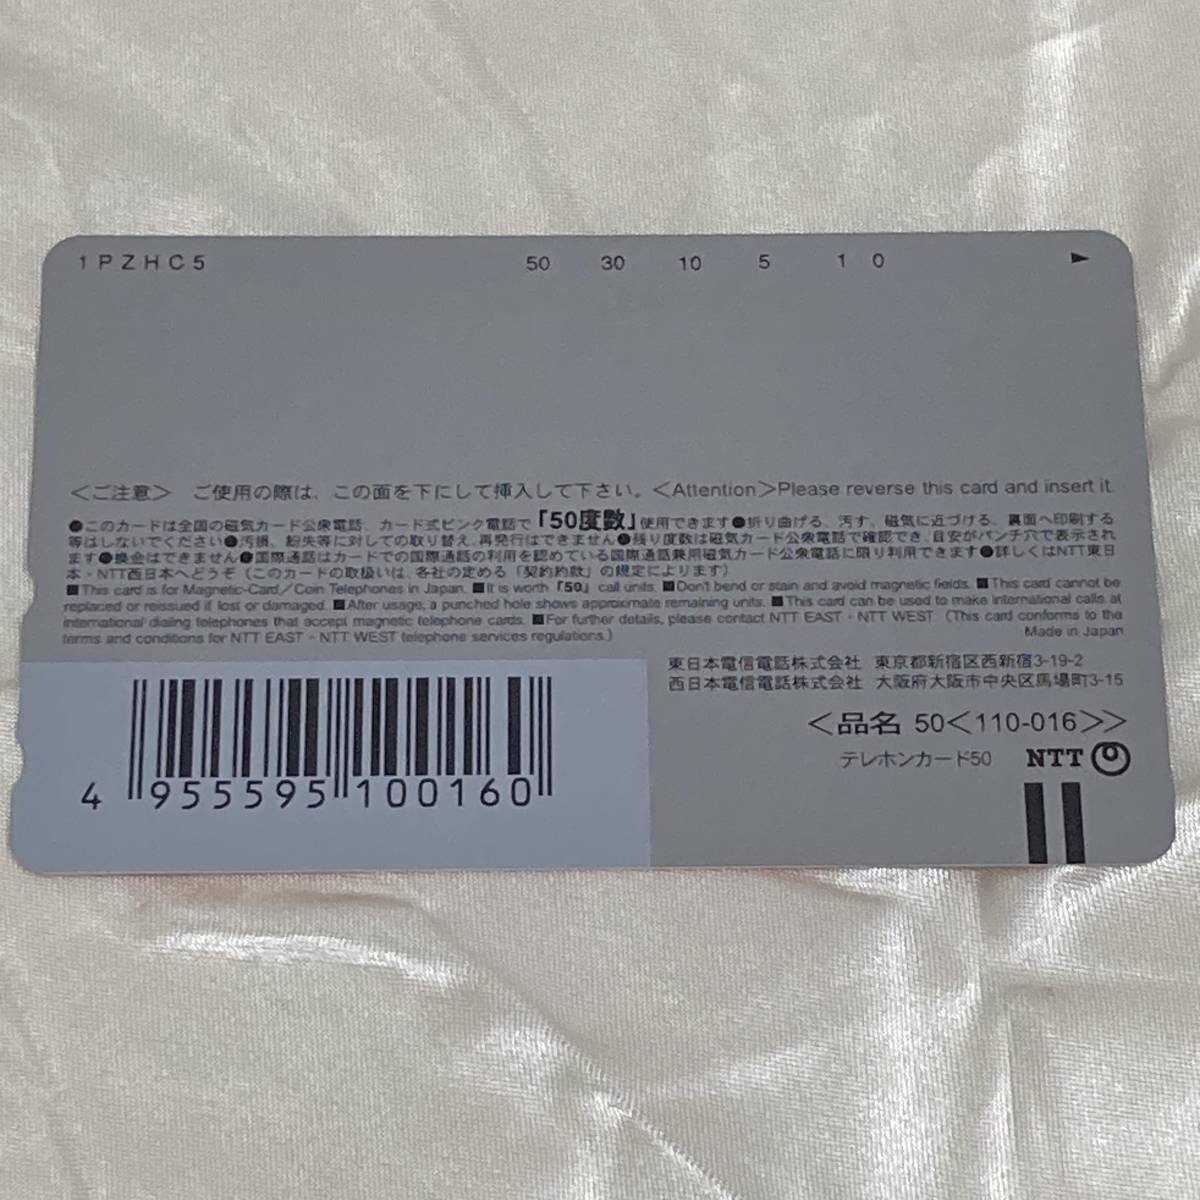 1PZHC5 50 30 10 5 1 0 ►
＜ご注意＞ ご使用の際は、この面を下にして挿入して下さい。＜Attention＞Please reverse this card and insert it.
●このカードは全国の磁気カード公衆電話、カード式ピンク電話で「50度数」使用できます●折り曲げる、汚す、磁気に近づける、裏面へ印刷する
等はしないでください●汚損、紛失等に対しての取り替え、再発行はできません●残り度数は磁気カード公衆電話で確認でき、目安がパンチ穴で表示され
ます●換金はできません●国際通話はカードでの国際通話の利用を認めている国際通話兼用磁気カード公衆電話に限り利用できます●詳しくはNTT東日
本・NTT西日本へどうぞ（このカードの取扱いは、各社の定める「契約約款」の規定によります）
■This card is for Magnetic-Card／Coin Telephones in Japan. ■It is worth「50」call units. ■Don't bend or stain and avoid magnetic fields. ■This card cannot be
replaced or reissued if lost or damaged. ■After usage, a punched hole shows approximate remaining units. ■This card can be used to make international calls at
international dialing telephones that accept magnetic telephone cards. ■For further details, please contact NTT EAST・NTT WEST. (This card conforms to the
terms and conditions for NTT EAST・NTT WEST telephone services regulations.) Made in Japan
東日本電信電話株式会社 東京都新宿区西新宿3-19-2
西日本電信電話株式会社 大阪府大阪市中央区馬場町3-15
＜品名 50＜110-016＞＞
テレホンカード50 NTT
4 955595 100160